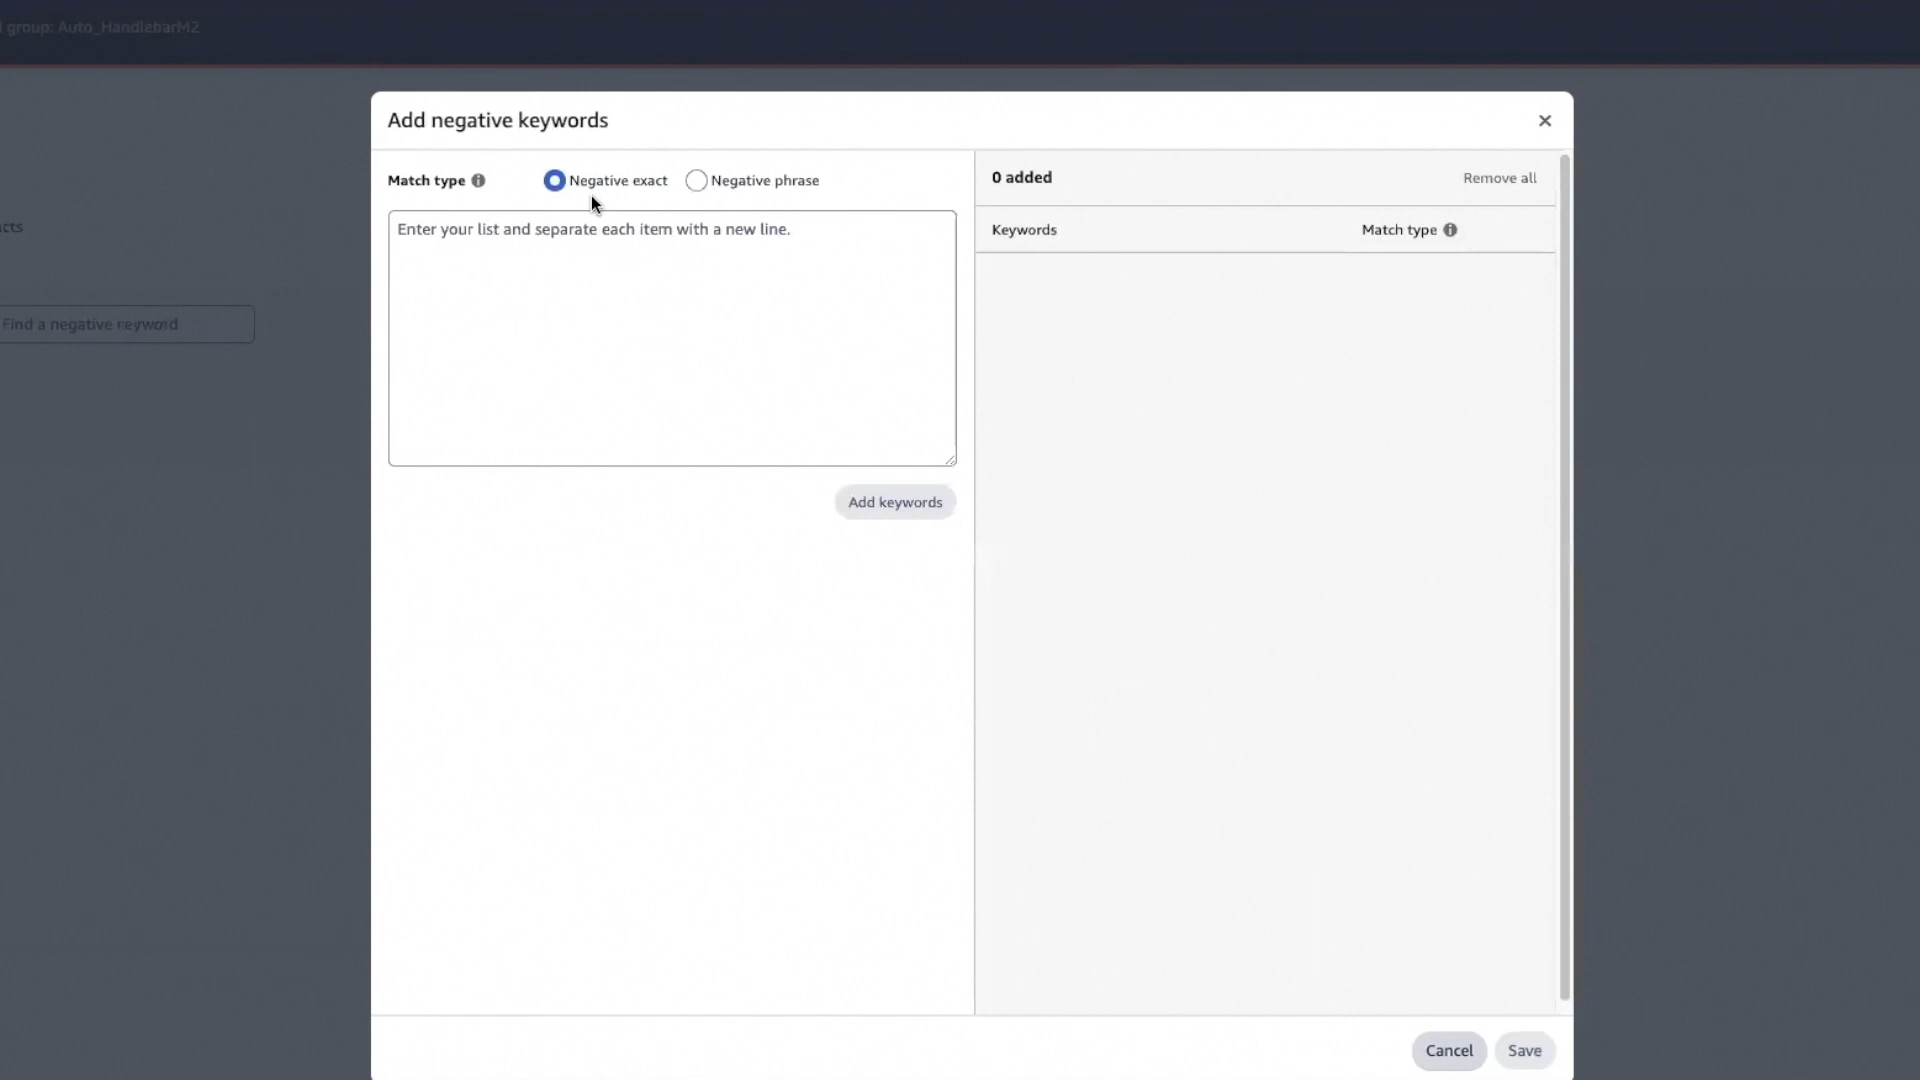 group: Auto_HandlebarM2
Add negative keywords
Match type
Negative exact
Negative phrase
0 added
Remove all
Enter your list and separate each item with a new line.
Keywords
Match type
Find a negative keyword
Add keywords
Cancel
Save